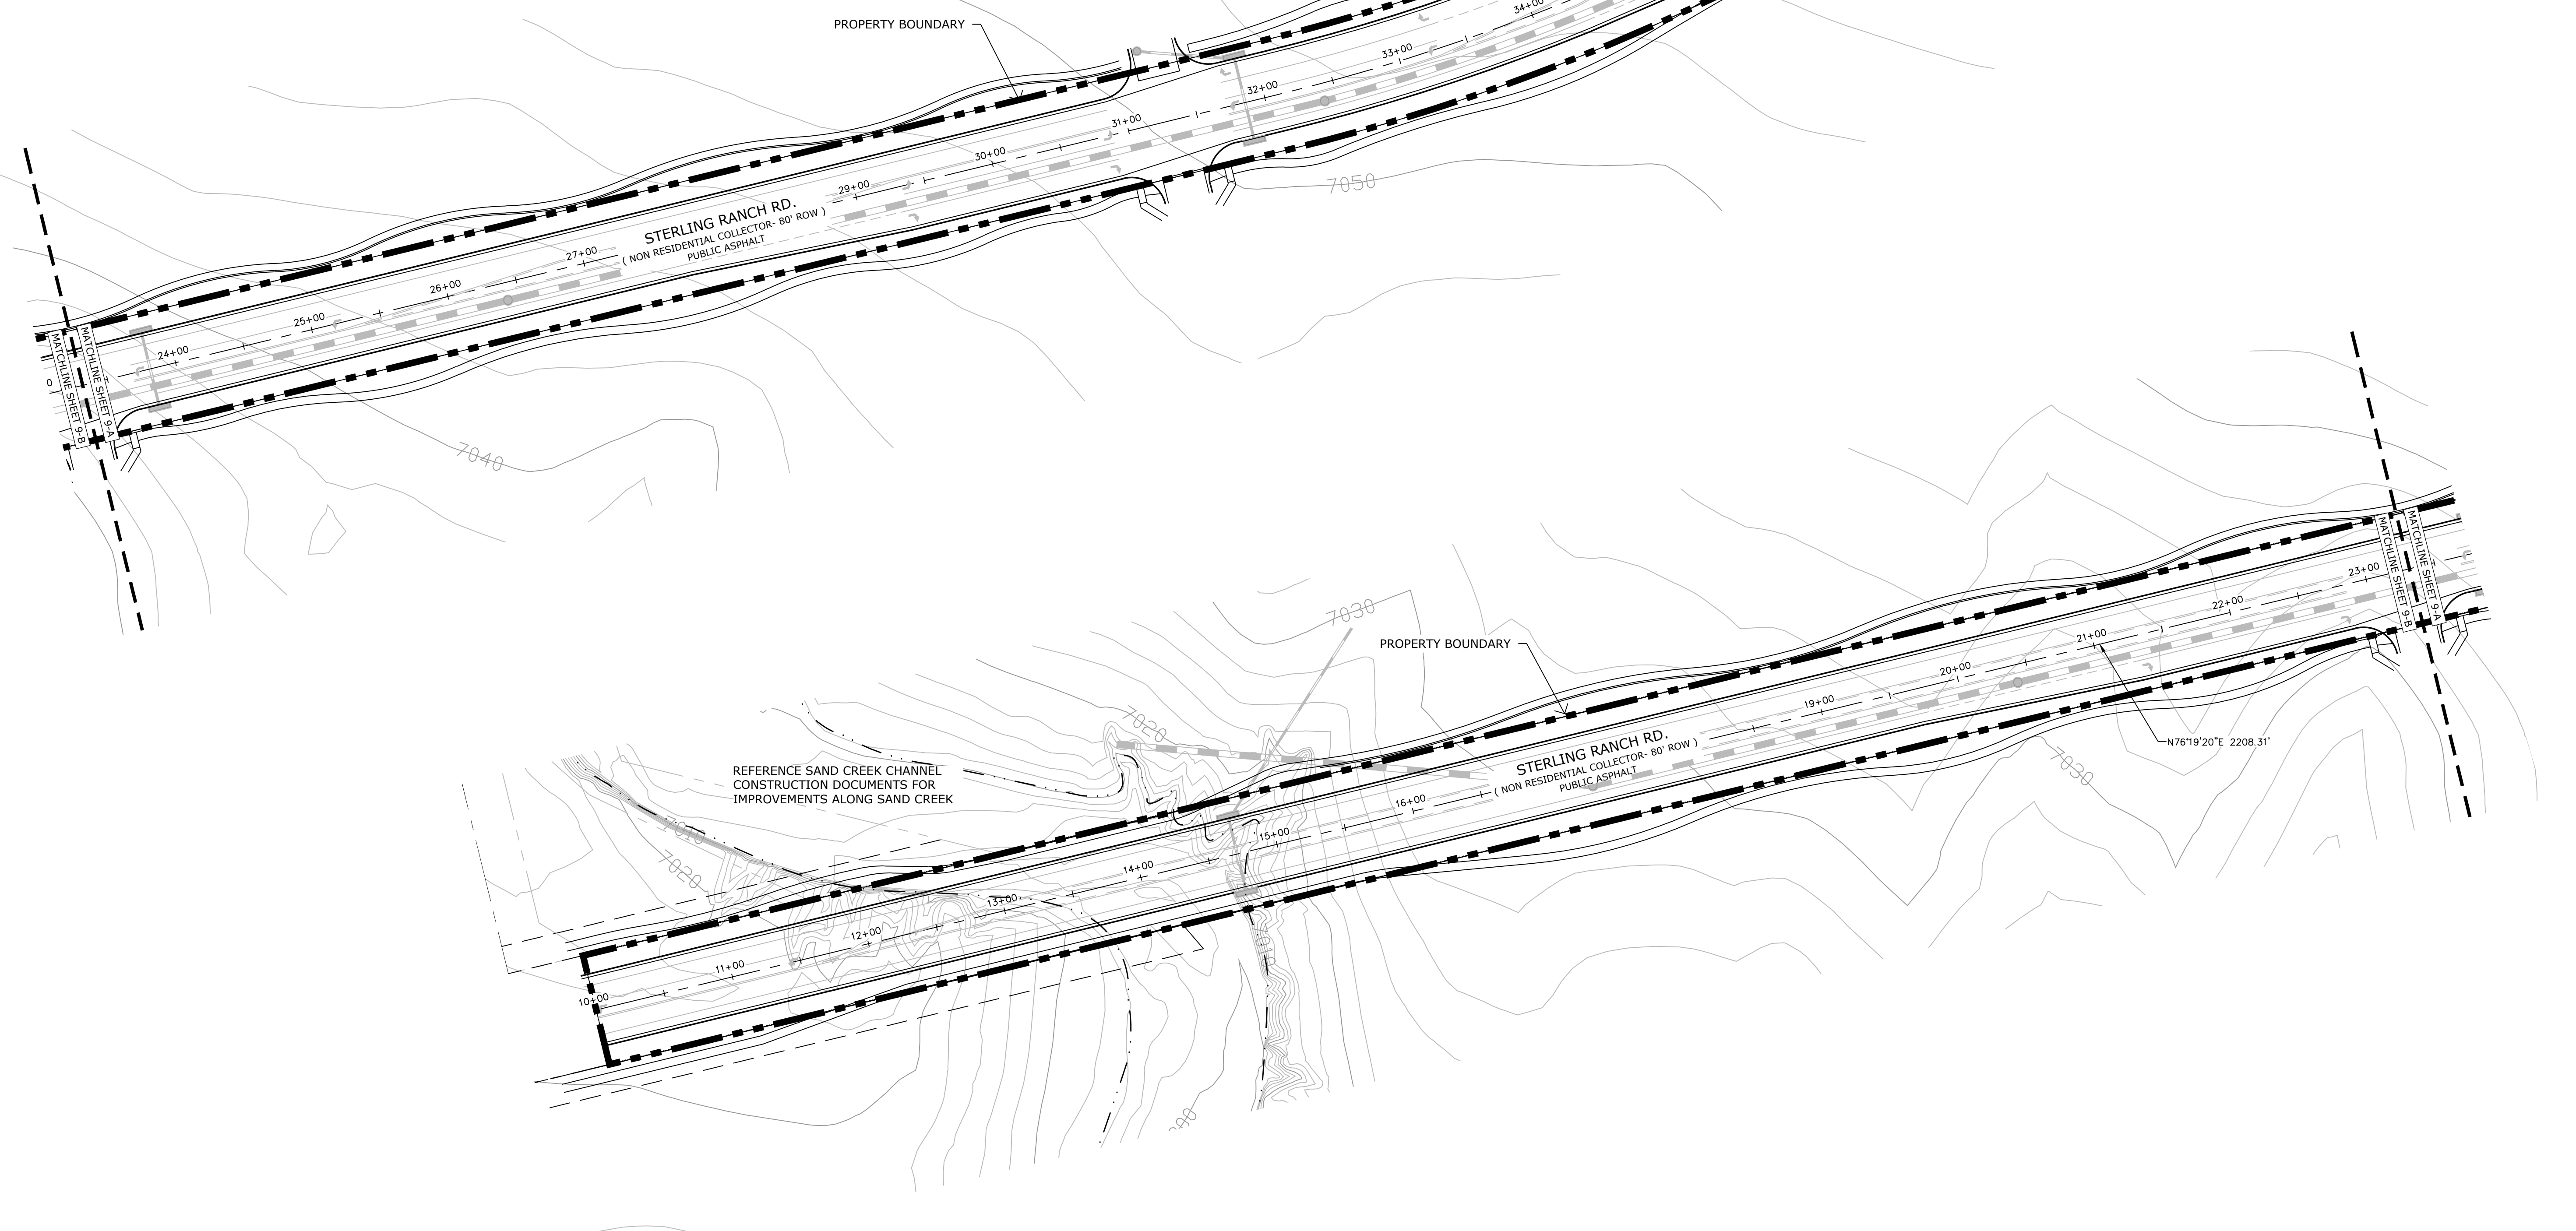 PROPERTY BOUNDARY
34+00
33+00
32+00
31+00
30+00
29+00
STERLING RANCH RD.
( NON RESIDENTIAL COLLECTOR- 80' ROW )
PUBLIC ASPHALT
27+00
26+00
25+00
24+00
0
MATCHLINE SHEET 9-B
MATCHLINE SHEET 9-A
7050
7040
7030
PROPERTY BOUNDARY
23+00
22+00
21+00
20+00
19+00
MATCHLINE SHEET 9-B
MATCHLINE SHEET 9-A
N76°19'20"E 2208.31'
7030
STERLING RANCH RD.
( NON RESIDENTIAL COLLECTOR- 80' ROW )
PUBLIC ASPHALT
7020
REFERENCE SAND CREEK CHANNEL
CONSTRUCTION DOCUMENTS FOR
IMPROVEMENTS ALONG SAND CREEK
16+00
15+00
14+00
13+00
12+00
11+00
10+00
7010
7020